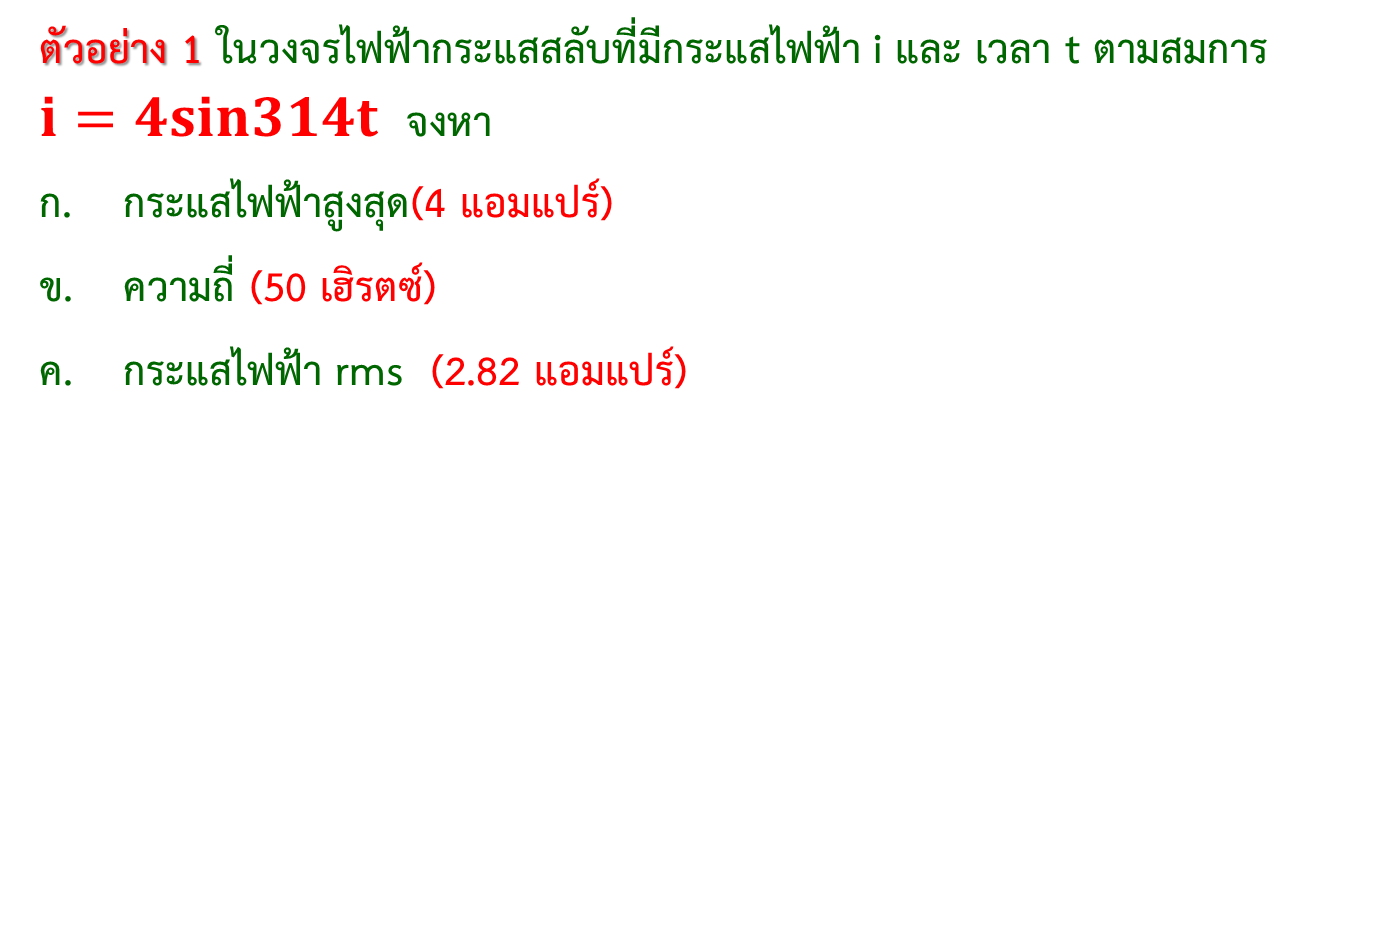 ตัวอย่าง 1 ในวงจรไฟฟ้ากระแสสลับที่มีกระแสไฟฟ้า i และ เวลา t ตามสมการ
i = 4sin314t จงหา
ก. กระแสไฟฟ้าสูงสุด(4 แอมแปร์)
ข. ความถี่ (50 เฮิรตซ์)
ค. กระแสไฟฟ้า rms (2.82 แอมแปร์)